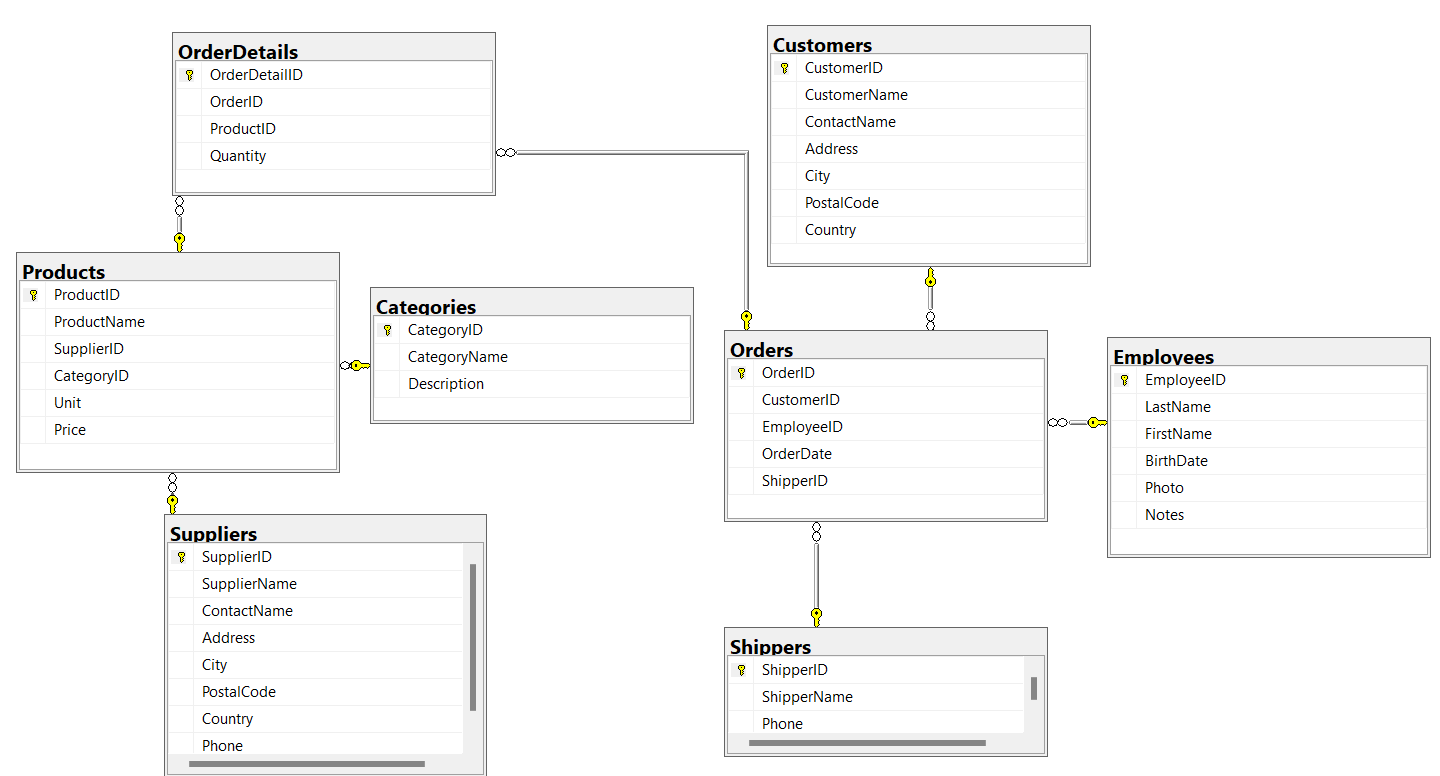 OrderDetails
OrderDetailID
OrderID
ProductID
Quantity
Customers
CustomerID
CustomerName
ContactName
Address
City
PostalCode
Country
Products
ProductID
ProductName
SupplierID
CategoryID
Unit
Price
Categories
CategoryID
CategoryName
Description
Orders
OrderID
CustomerID
EmployeeID
OrderDate
ShipperID
Employees
EmployeeID
LastName
FirstName
BirthDate
Photo
Notes
Suppliers
SupplierID
SupplierName
ContactName
Address
City
PostalCode
Country
Phone
Shippers
ShipperID
ShipperName
Phone